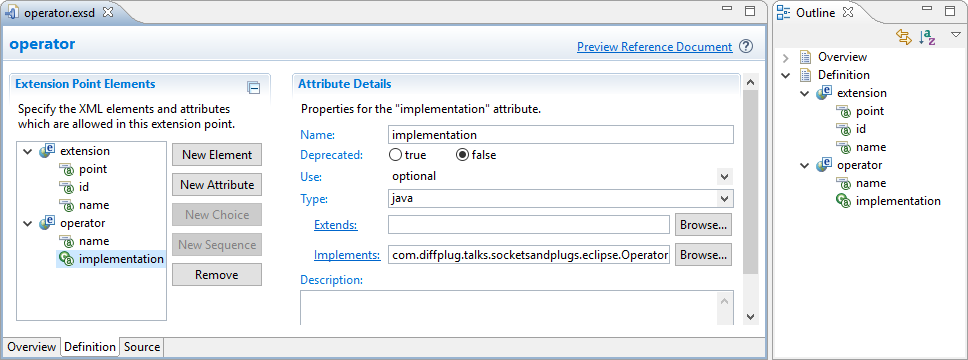 operator.exsd
operator
Preview Reference Document
Extension Point Elements
Specify the XML elements and attributes
which are allowed in this extension point.
extension
point
id
name
operator
name
implementation
New Element
New Attribute
New Choice
New Sequence
Remove
Attribute Details
Properties for the "implementation" attribute.
Name: implementation
Deprecated: true false
Use: optional
Type: java
Extends: Browse...
Implements: com.diffplug.talks.socketsandplugs.eclipse.Operator Browse...
Description:
Overview Definition Source
Outline
Overview
Definition
extension
point
id
name
operator
name
implementation